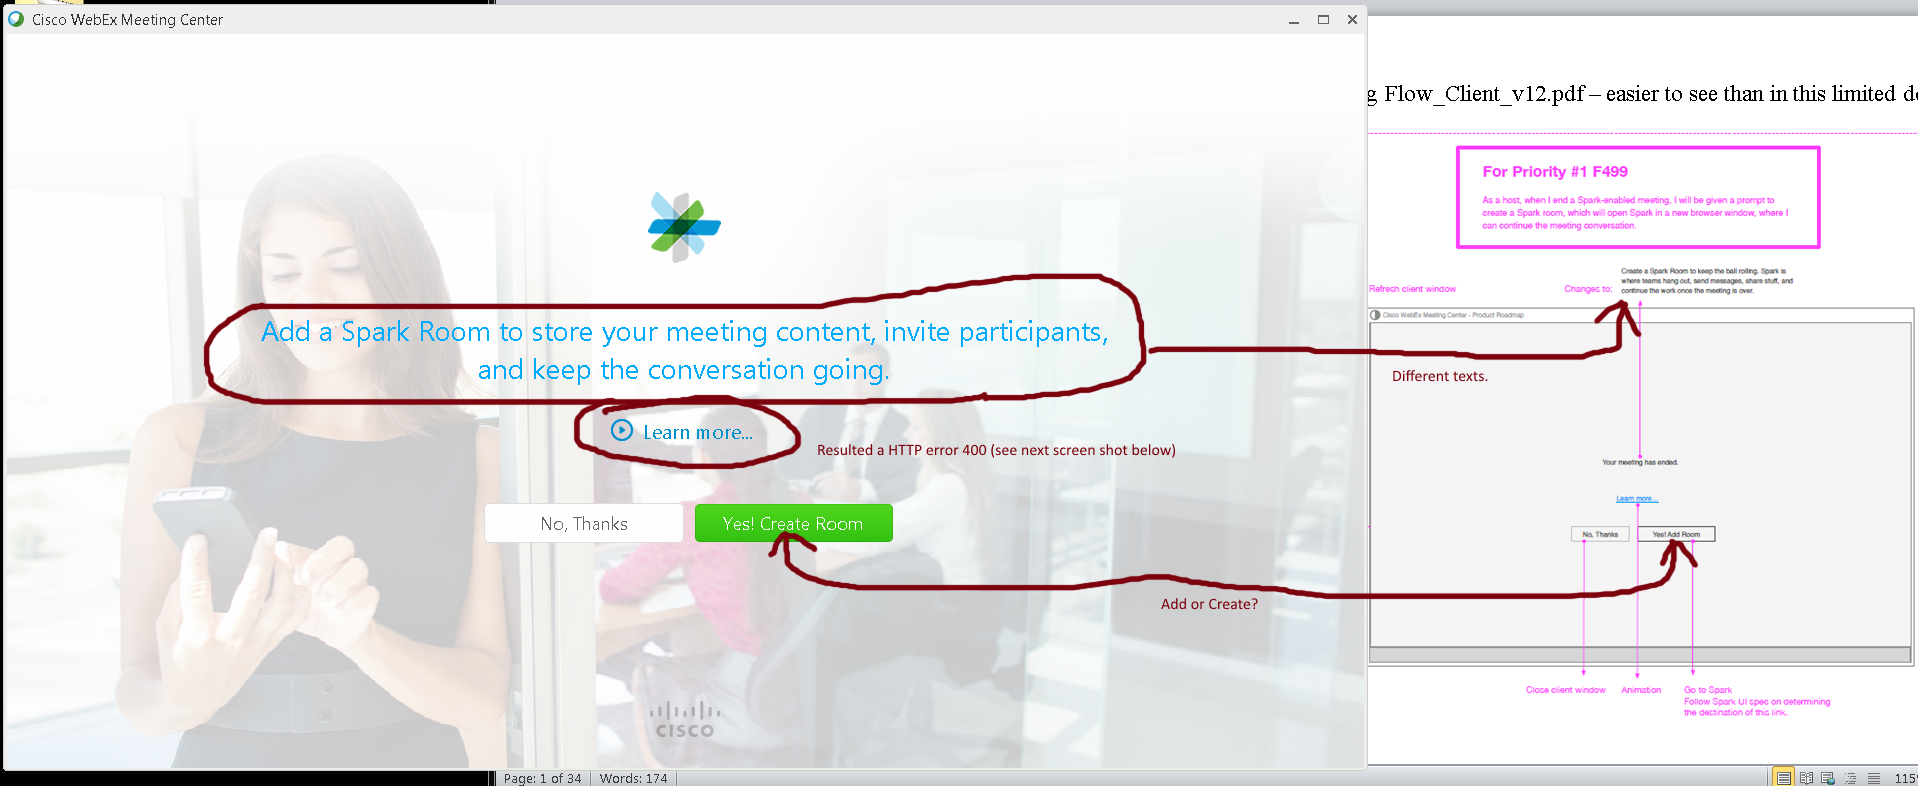 Cisco WebEx Meeting Center
Add a Spark Room to store your meeting content, invite participants,
and keep the conversation going.
Learn more...
Resulted a HTTP error 400 (see next screen shot below)
No, Thanks
Yes! Create Room
Add or Create?
CISCO
g Flow_Client_v12.pdf – easier to see than in this limited d
For Priority #1 F499
As a host, when I end a Spark-enabled meeting, I will be given a prompt to
create a Spark room, which will open Spark in a new browser window, where I
can continue the meeting conversation.
Refresh client window
Changes to:
Create a Spark Room to keep the ball rolling. Spark is
where teams hang out, send messages, share stuff, and
continue the work once the meeting is over.
Cisco WebEx Meeting Center - Product Roadmap
Different texts.
Your meeting has ended.
Learn more...
No, Thanks
Yes! Add Room
Close client window
Animation
Go to Spark
Follow Spark UI spec on determining
the destination of this link.
Page: 1 of 34
Words: 174
115